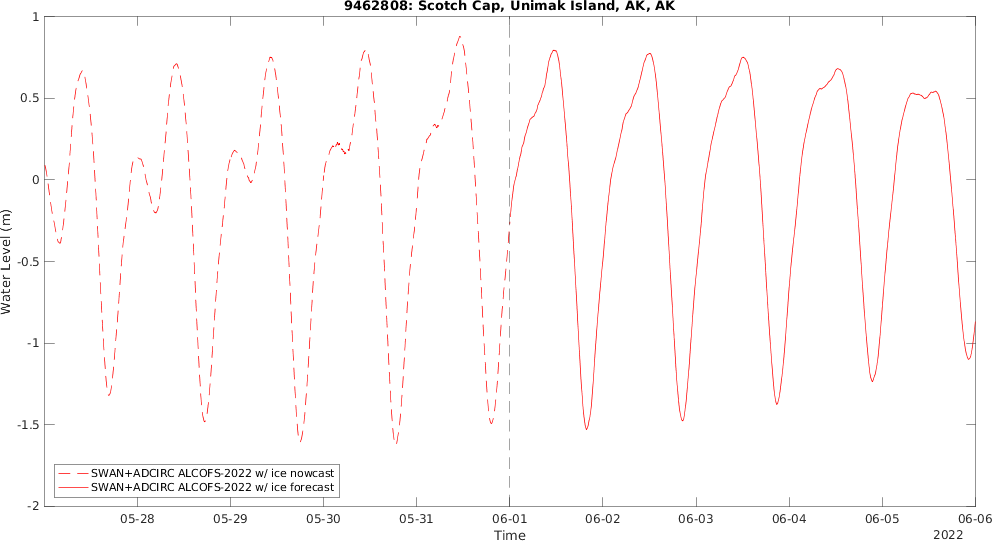 9462808: Scotch Cap, Unimak Island, AK, AK
1
0.5
0
-0.5
-1
-1.5
-2
Water Level (m)
SWAN+ADCIRC ALCOFS-2022 w/ ice nowcast
SWAN+ADCIRC ALCOFS-2022 w/ ice forecast
05-28 05-29 05-30 05-31 06-01 06-02 06-03 06-04 06-05 06-06
Time
2022